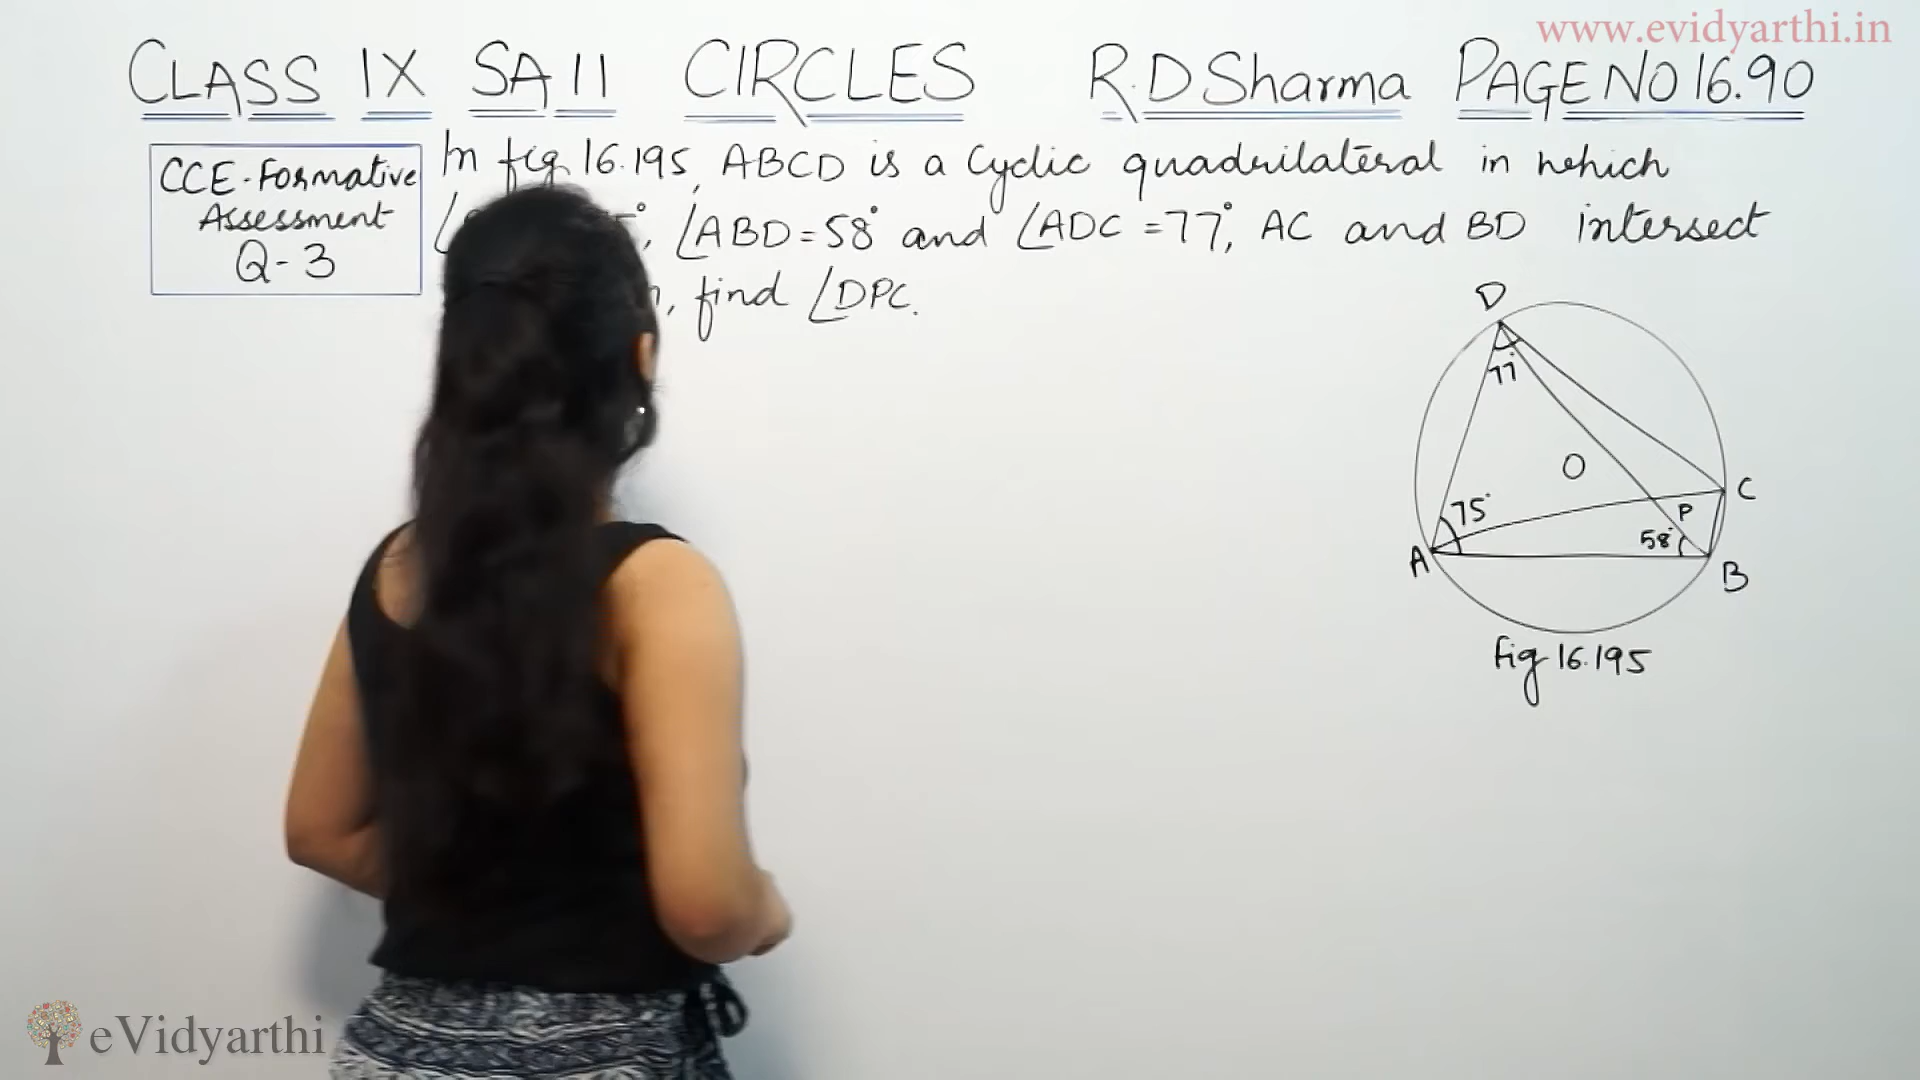 www.evidyarthi.in
CLASS IX SA II CIRCLES R.D Sharma PAGE NO 16.90
CCE-Formative
Assessment
Q-3
In fig 16.195, ABCD is a Cyclic quadrilateral in which
∠ABD=58° and ∠ADC=77°, AC and BD intersect
, find ∠DPC.
D
77°
O
75°
C
P
58°
A
B
Fig 16.195
eVidyarthi